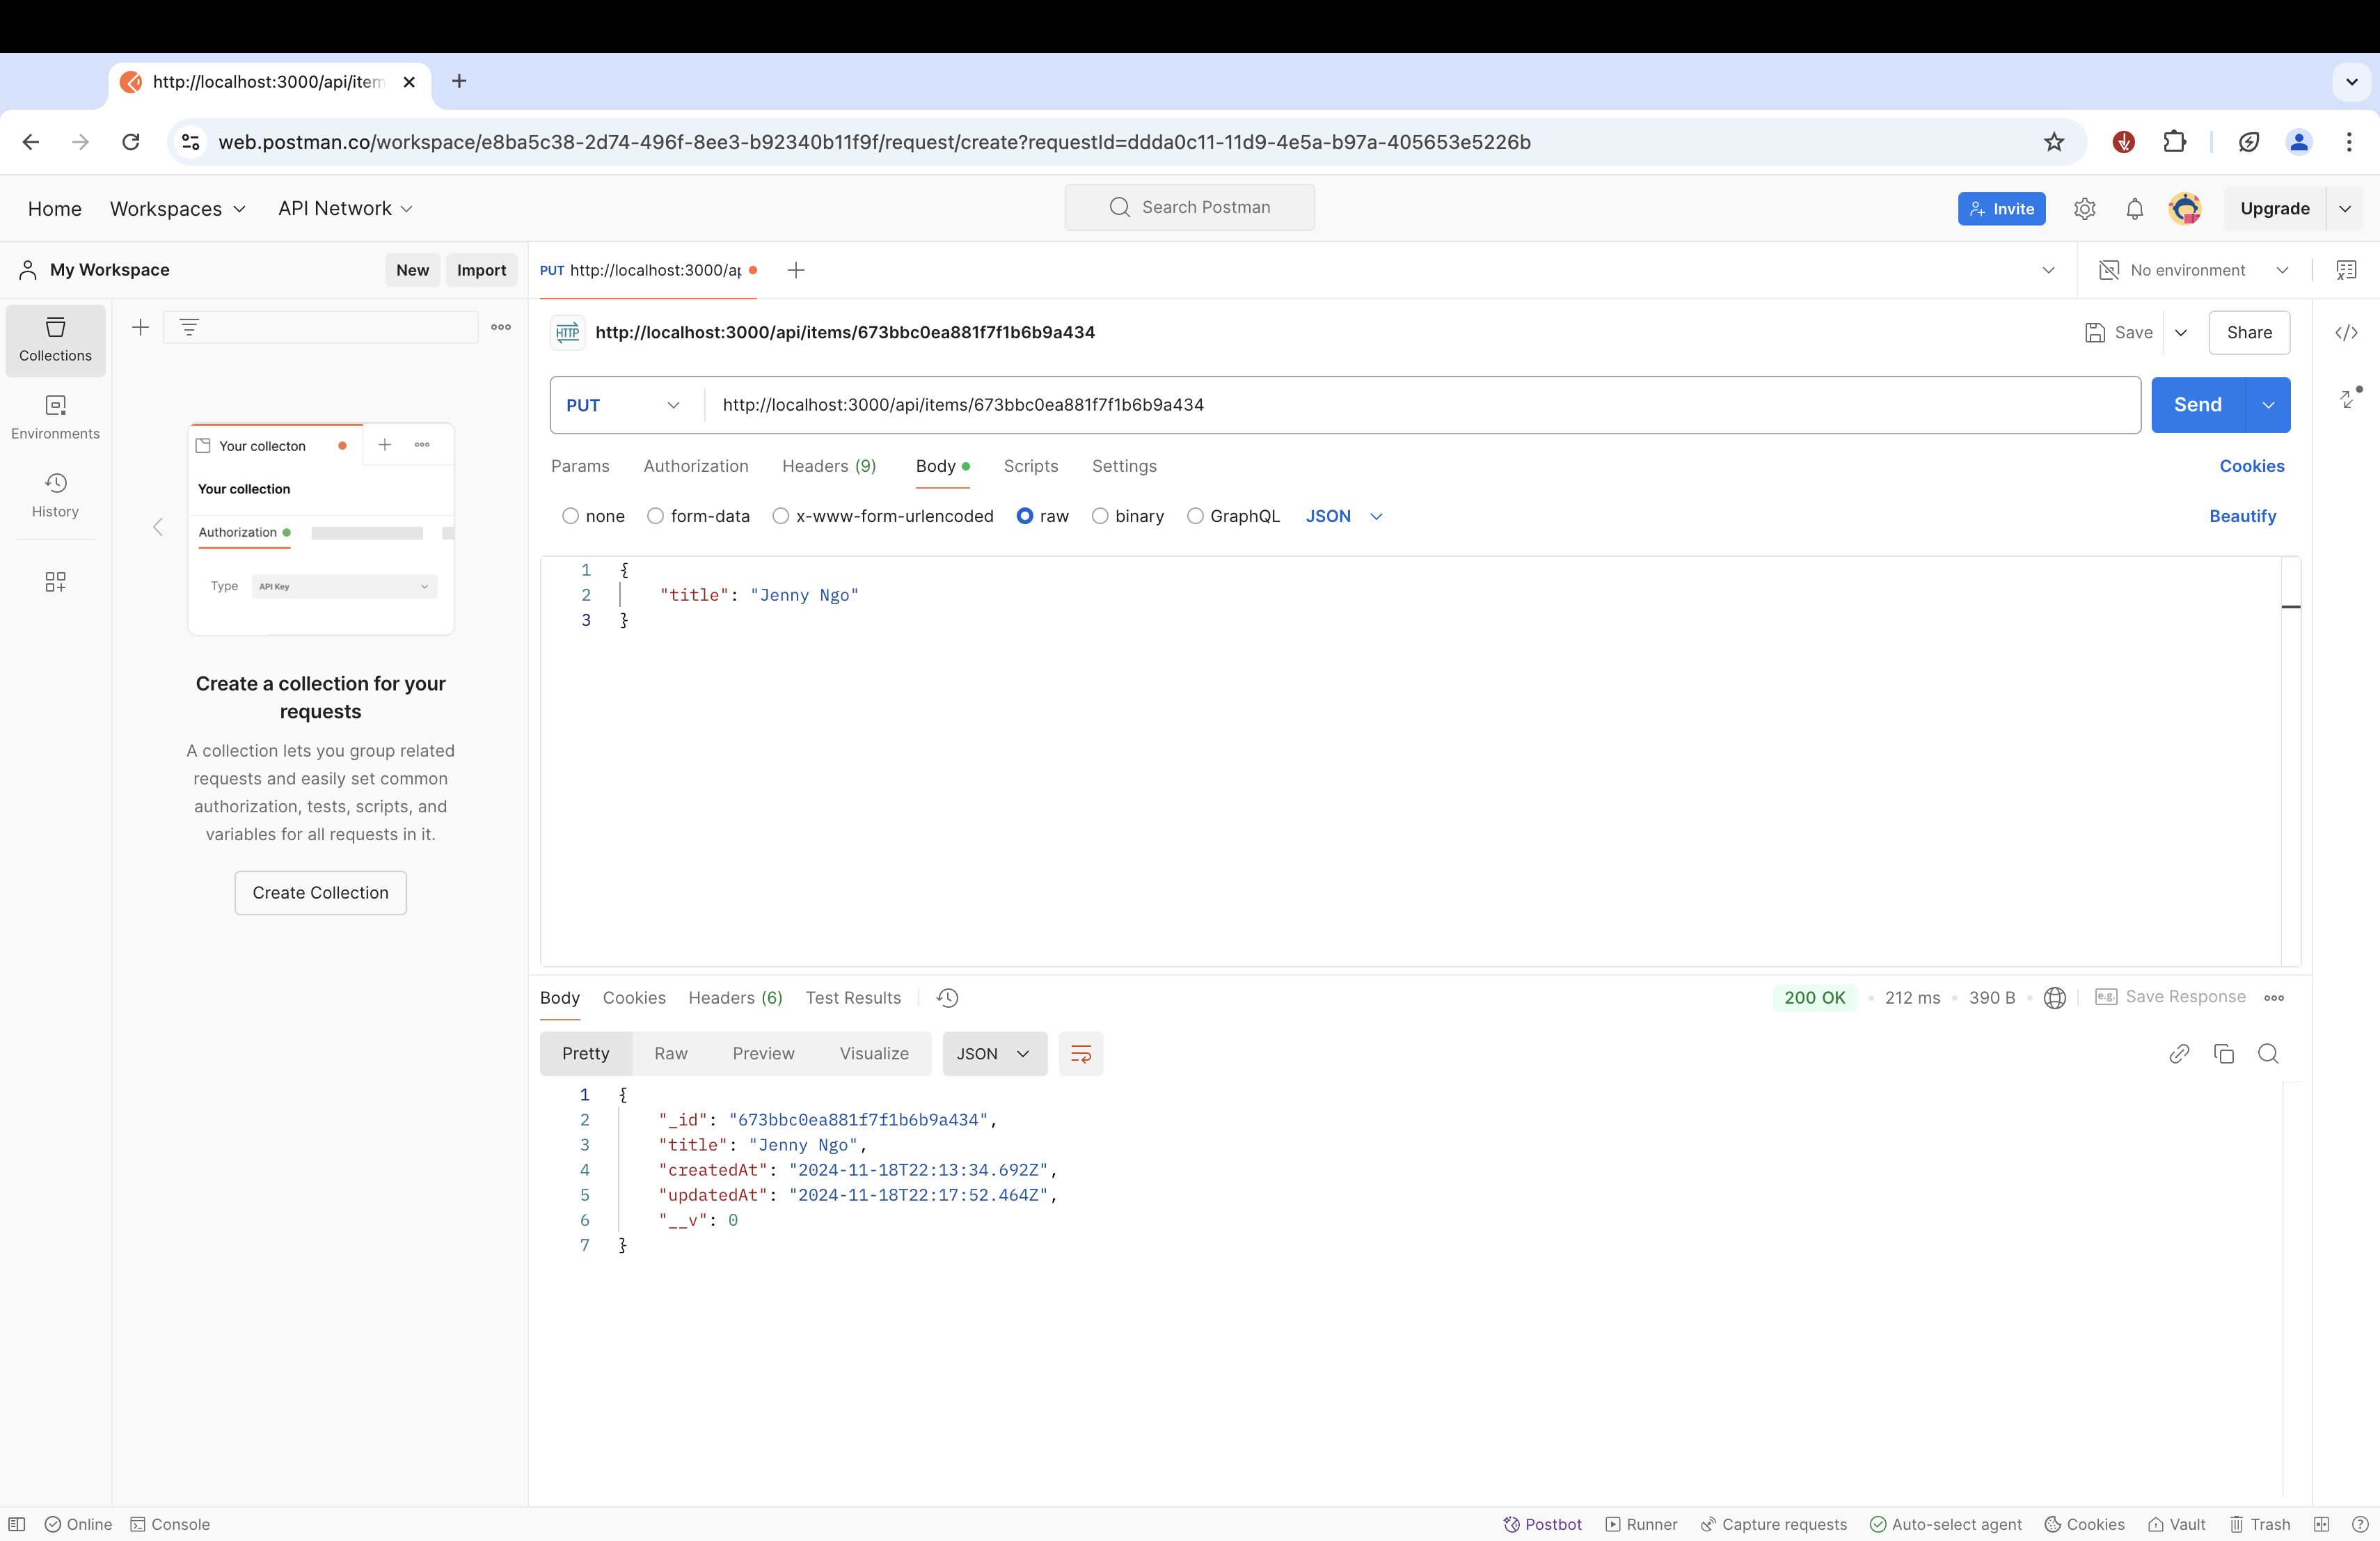 http://localhost:3000/api/item
web.postman.co/workspace/e8ba5c38-2d74-496f-8ee3-b92340b11f9f/request/create?requestId=ddda0c11-11d9-4e5a-b97a-405653e5226b
Home Workspaces API Network Search Postman Invite Upgrade
My Workspace New Import PUT http://localhost:3000/ap No environment
Collections
Environments
History
Your collecton
Your collection
Authorization
Type API Key
Create a collection for your
requests
A collection lets you group related
requests and easily set common
authorization, tests, scripts, and
variables for all requests in it.
Create Collection
HTTP http://localhost:3000/api/items/673bbc0ea881f7f1b6b9a434 Save Share
PUT http://localhost:3000/api/items/673bbc0ea881f7f1b6b9a434 Send
Params Authorization Headers (9) Body Scripts Settings Cookies
none form-data x-www-form-urlencoded raw binary GraphQL JSON Beautify
1 {
2 "title": "Jenny Ngo"
3 }
Body Cookies Headers (6) Test Results 200 OK 212 ms 390 B e.g. Save Response
Pretty Raw Preview Visualize JSON
1 {
2 "_id": "673bbc0ea881f7f1b6b9a434",
3 "title": "Jenny Ngo",
4 "createdAt": "2024-11-18T22:13:34.692Z",
5 "updatedAt": "2024-11-18T22:17:52.464Z",
6 "__v": 0
7 }
Online Console Postbot Runner Capture requests Auto-select agent Cookies Vault Trash